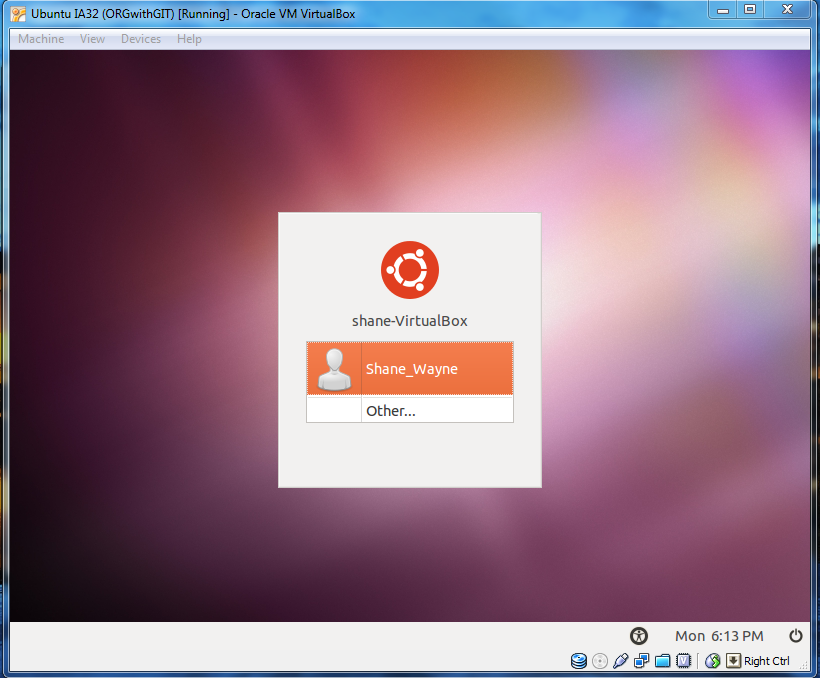 Ubuntu IA32 (ORGwithGIT) [Running] - Oracle VM VirtualBox
Machine View Devices Help
shane-VirtualBox
Shane_Wayne
Other...
Mon 6:13 PM
Right Ctrl